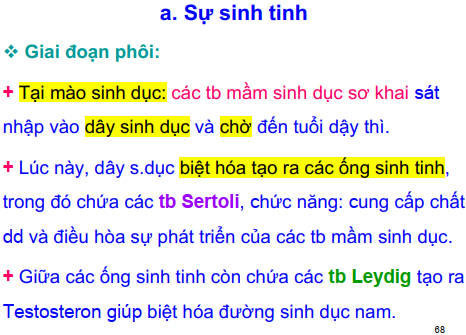 a. Sự sinh tinh
❖ Giai đoạn phôi:
+ Tại mào sinh dục: các tb mầm sinh dục sơ khai sát
nhập vào dây sinh dục và chờ đến tuổi dậy thì.
+ Lúc này, dây s.dục biệt hóa tạo ra các ống sinh tinh,
trong đó chứa các tb Sertoli, chức năng: cung cấp chất
dd và điều hòa sự phát triển của các tb mầm sinh dục.
+ Giữa các ống sinh tinh còn chứa các tb Leydig tạo ra
Testosteron giúp biệt hóa đường sinh dục nam.
68